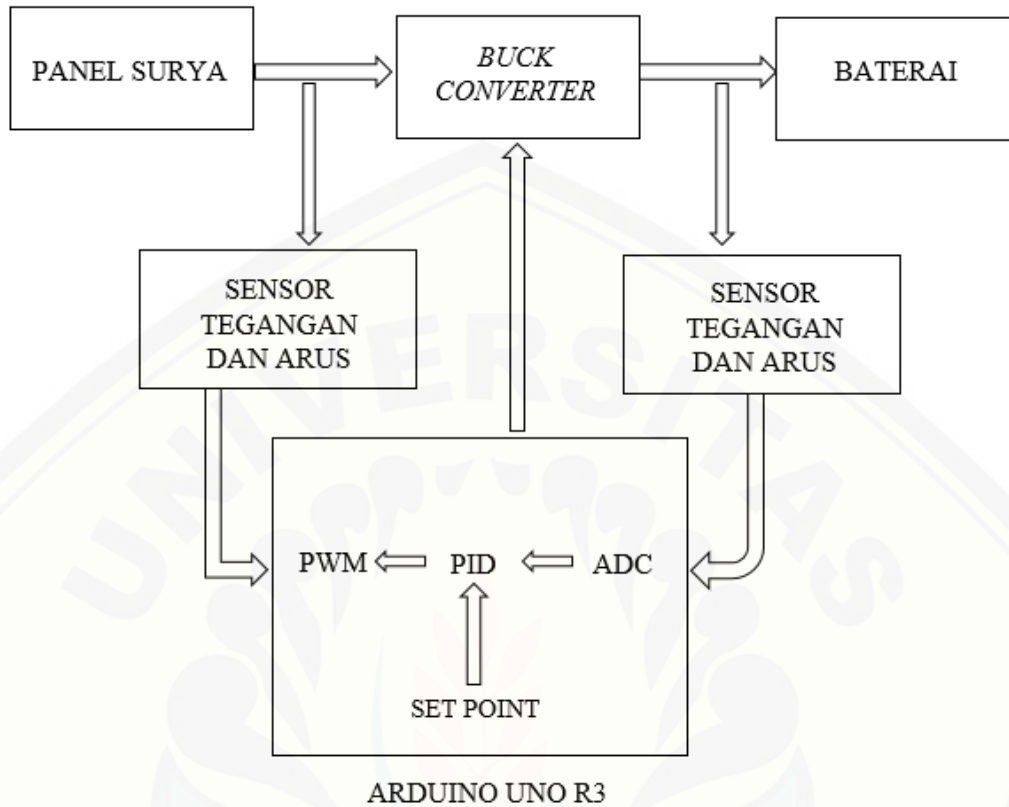 PANEL SURYA
BUCK
CONVERTER
BATERAI
SENSOR
TEGANGAN
DAN ARUS
SENSOR
TEGANGAN
DAN ARUS
UNIVERSITAS
PWM
PID
ADC
SET POINT
ARDUINO UNO R3